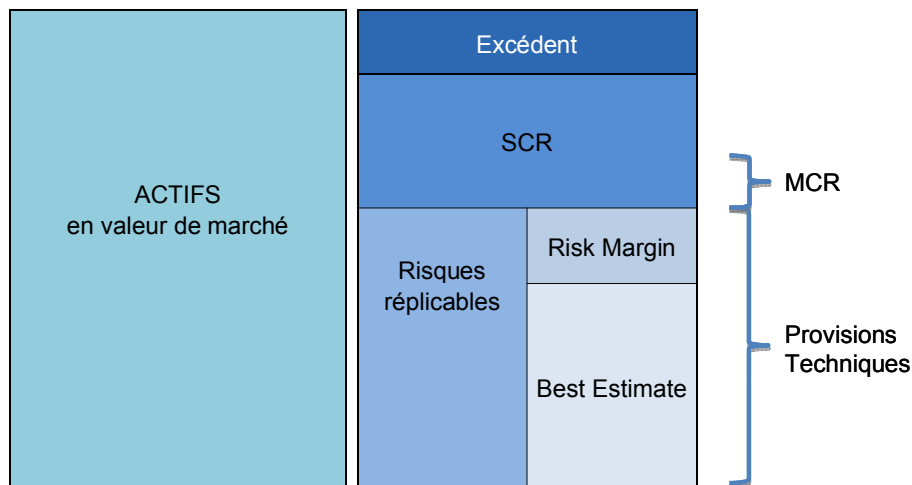 Excédent
SCR
ACTIFS
en valeur de marché
MCR
Risques
réplicables
Risk Margin
Best Estimate
Provisions
Techniques